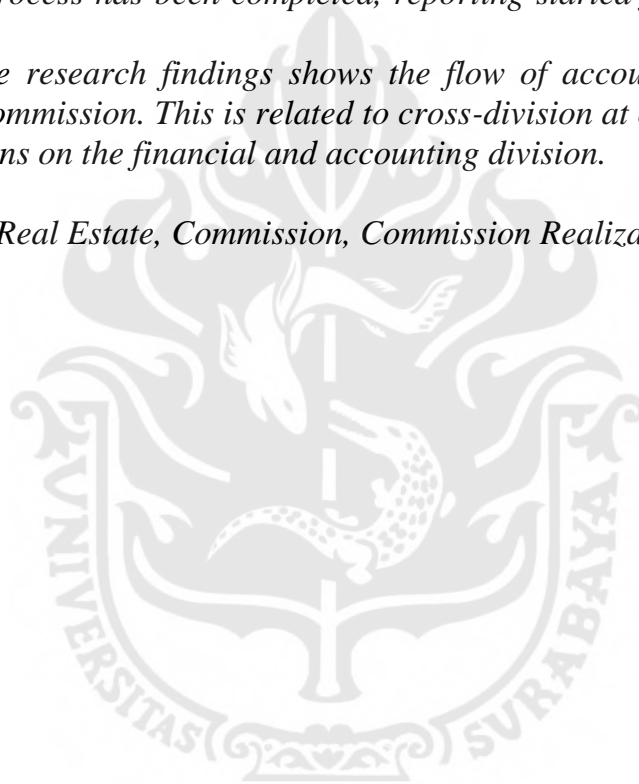 process has been completed, reporting started
e research findings shows the flow of accou
ommission. This is related to cross-division at
ns on the financial and accounting division.
Real Estate, Commission, Commission Realiza
UNIVERSITAS SURABAYA